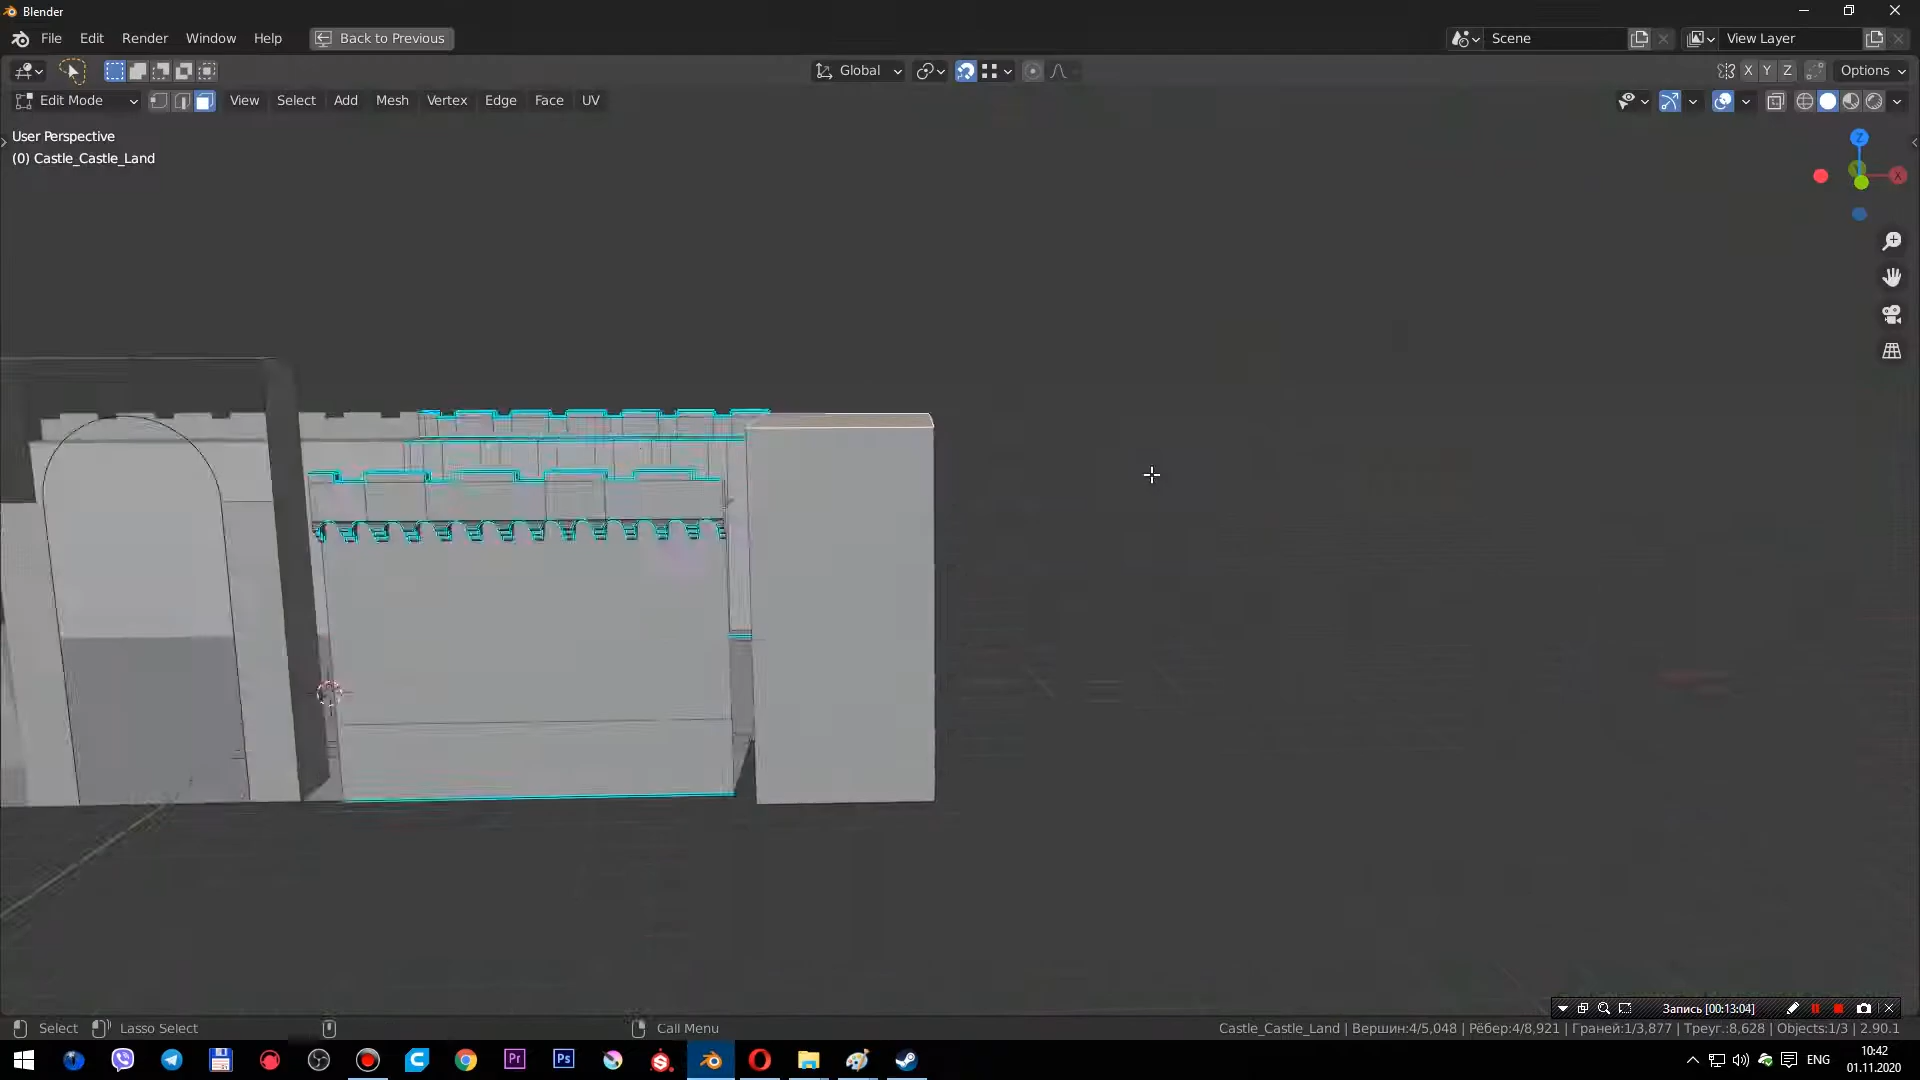 Blender
File Edit Render Window Help Back to Previous Scene View Layer
Global X Y Z Options
Edit Mode View Select Add Mesh Vertex Edge Face UV
User Perspective
(0) Castle_Castle_Land
Z
X
Запись [00:13:04]
Select Lasso Select Call Menu Castle_Castle_Land | Вершин:4/5,048 | Рёбер:4/8,921 | Граней:1/3,877 | Треуг.:8,628 | Objects:1/3 | 2.90.1
Pr Ps ENG 10:42
01.11.2020